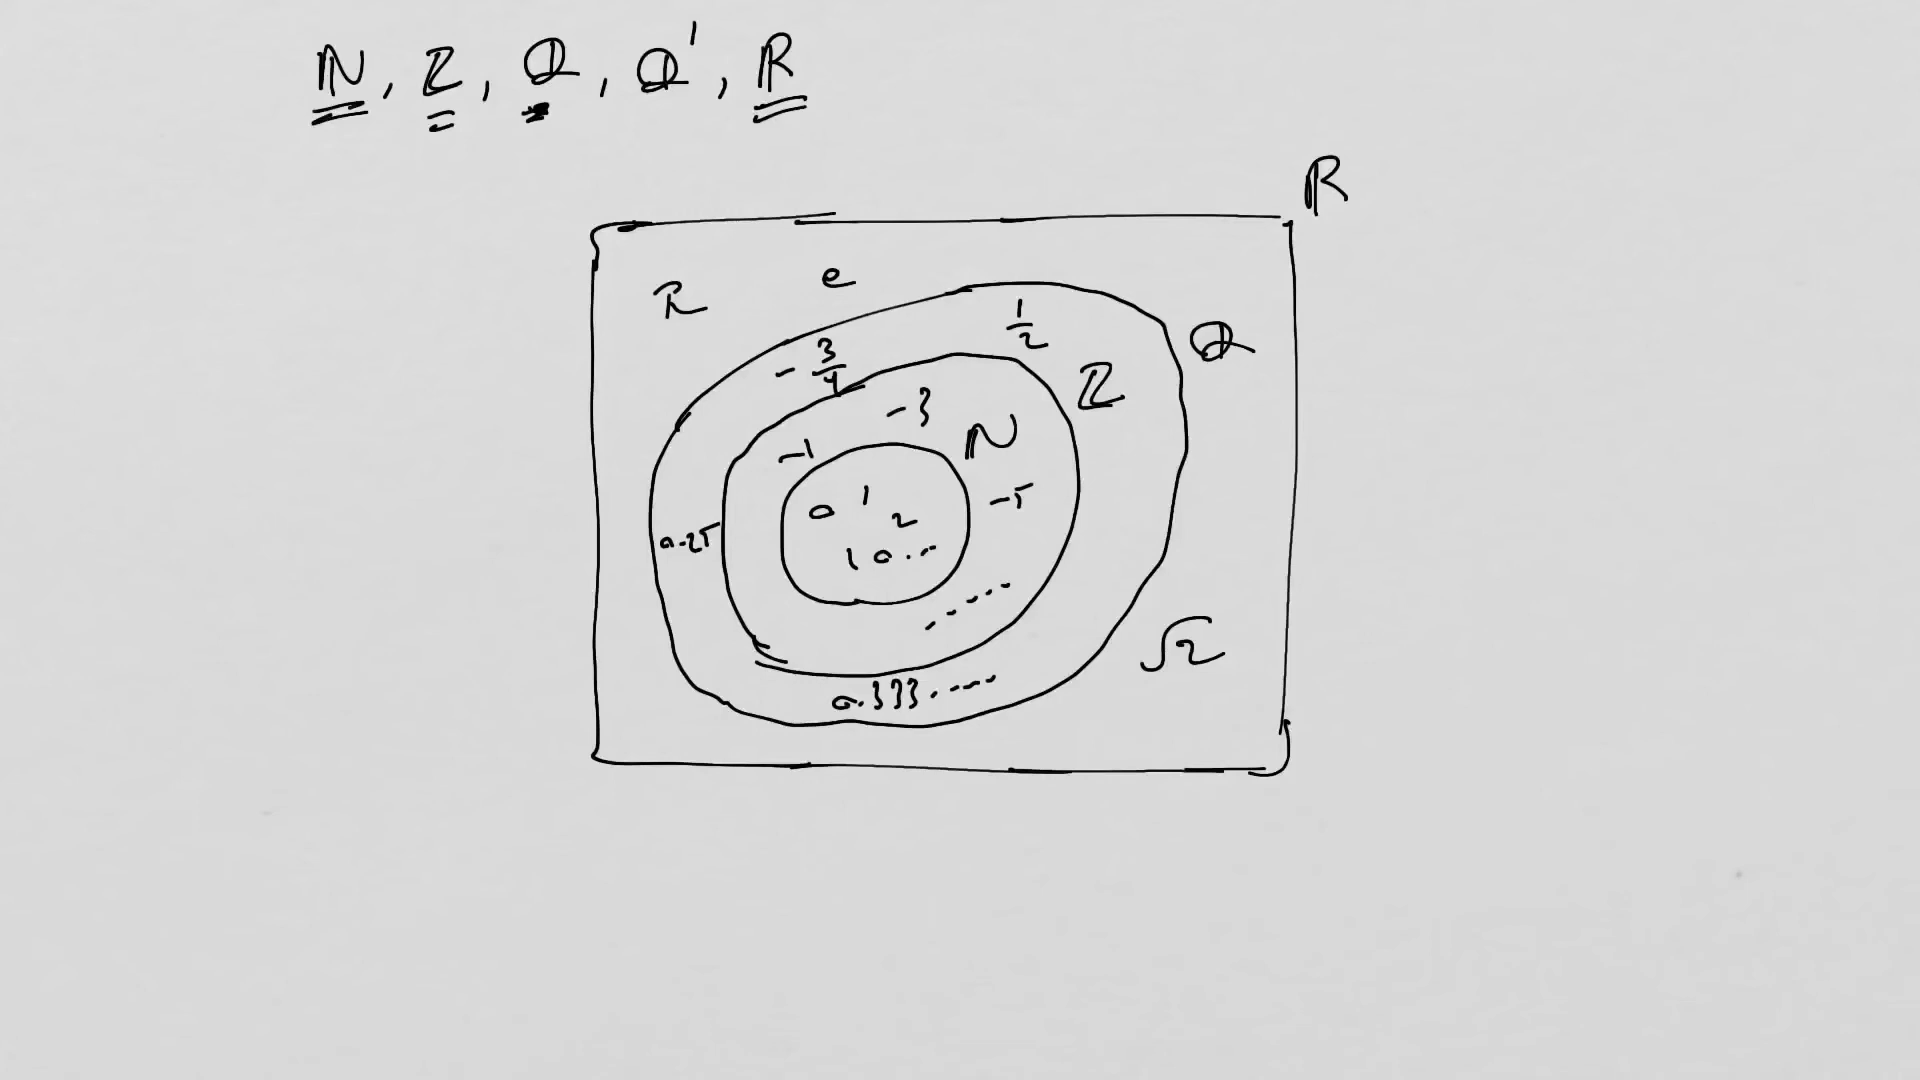 ℕ, ℤ, ℚ, ℚ', ℝ
ℝ
e
1/2
ℚ
-3/4
ℤ
-3
ℕ
-1
0 1 2
-5
0.25
10...
.....
√2
0.333.....